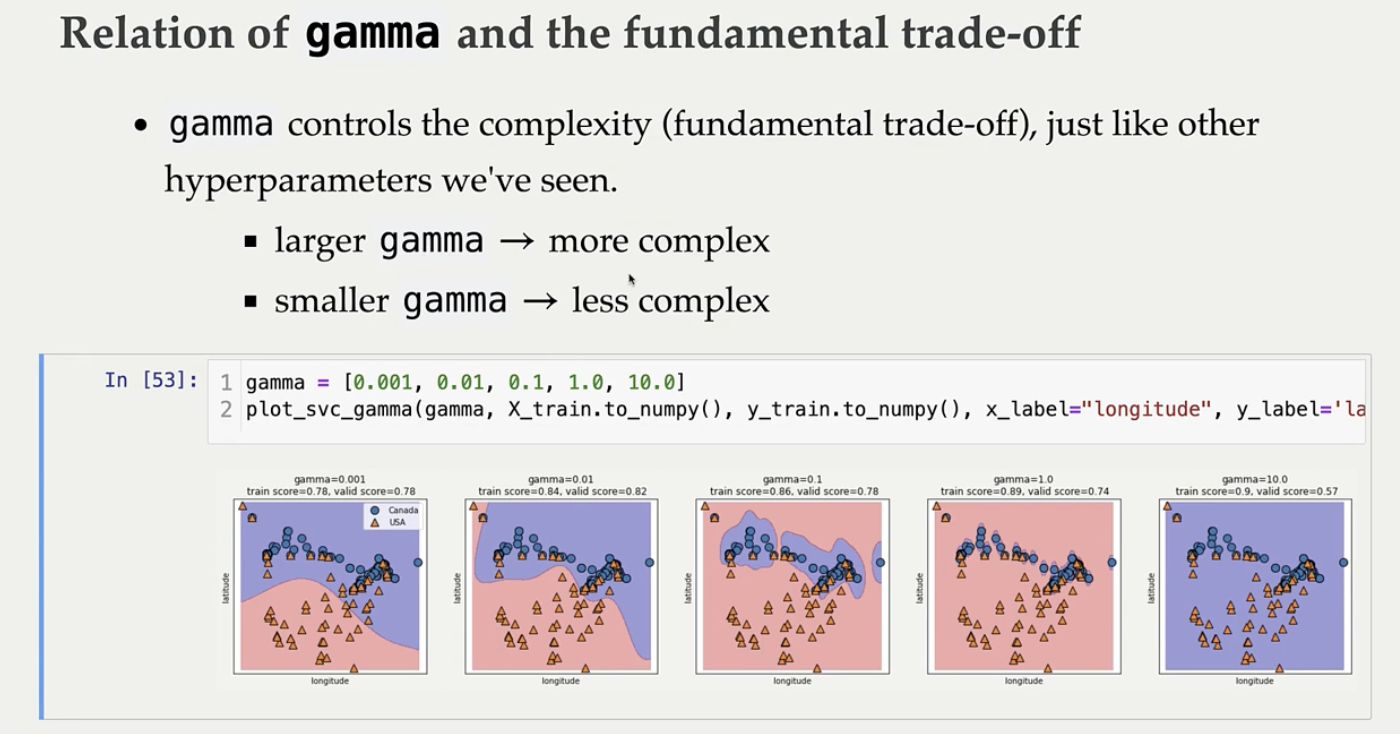 Relation of gamma and the fundamental trade-off
• gamma controls the complexity (fundamental trade-off), just like other
hyperparameters we've seen.
▪ larger gamma → more complex
▪ smaller gamma → less complex
In [53]:
1 gamma = [0.001, 0.01, 0.1, 1.0, 10.0]
2 plot_svc_gamma(gamma, X_train.to_numpy(), y_train.to_numpy(), x_label="longitude", y_label='la
gamma=0.001
train score=0.78, valid score=0.78
Canada
USA
latitude
longitude
gamma=0.01
train score=0.84, valid score=0.82
latitude
longitude
gamma=0.1
train score=0.86, valid score=0.78
latitude
longitude
gamma=1.0
train score=0.89, valid score=0.74
latitude
longitude
gamma=10.0
train score=0.9, valid score=0.57
latitude
longitude